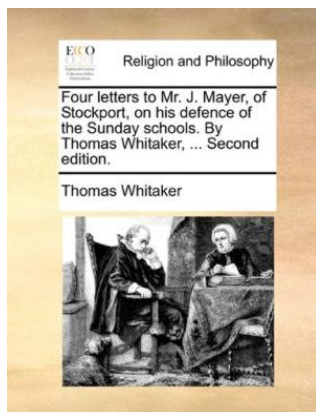 ECCO
Religion and Philosophy
Four letters to Mr. J. Mayer, of
Stockport, on his defence of
the Sunday schools. By
Thomas Whitaker, ... Second
edition.
Thomas Whitaker